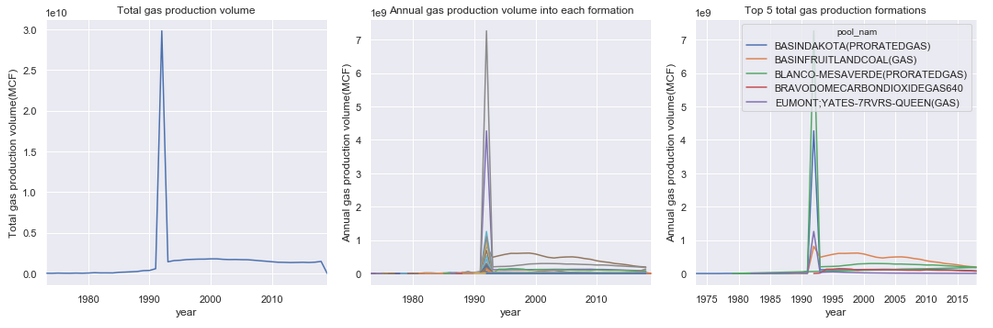 Total gas production volume
1e10
3.0
2.5
2.0
1.5
1.0
0.5
0.0
Total gas production volume(MCF)
1980
1990
2000
2010
year
Annual gas production volume into each formation
1e9
7
6
5
4
3
2
1
0
Annual gas production volume(MCF)
1980
1990
2000
2010
year
Top 5 total gas production formations
1e9
7
6
5
4
3
2
1
0
Annual gas production volume(MCF)
pool_nam
BASINDAKOTA(PRORATEDGAS)
BASINFRUITLANDCOAL(GAS)
BLANCO-MESAVERDE(PRORATEDGAS)
BRAVODOMECARBONDIOXIDEGAS640
EUMONT;YATES-7RVRS-QUEEN(GAS)
1975
1980
1985
1990
1995
2000
2005
2010
2015
year